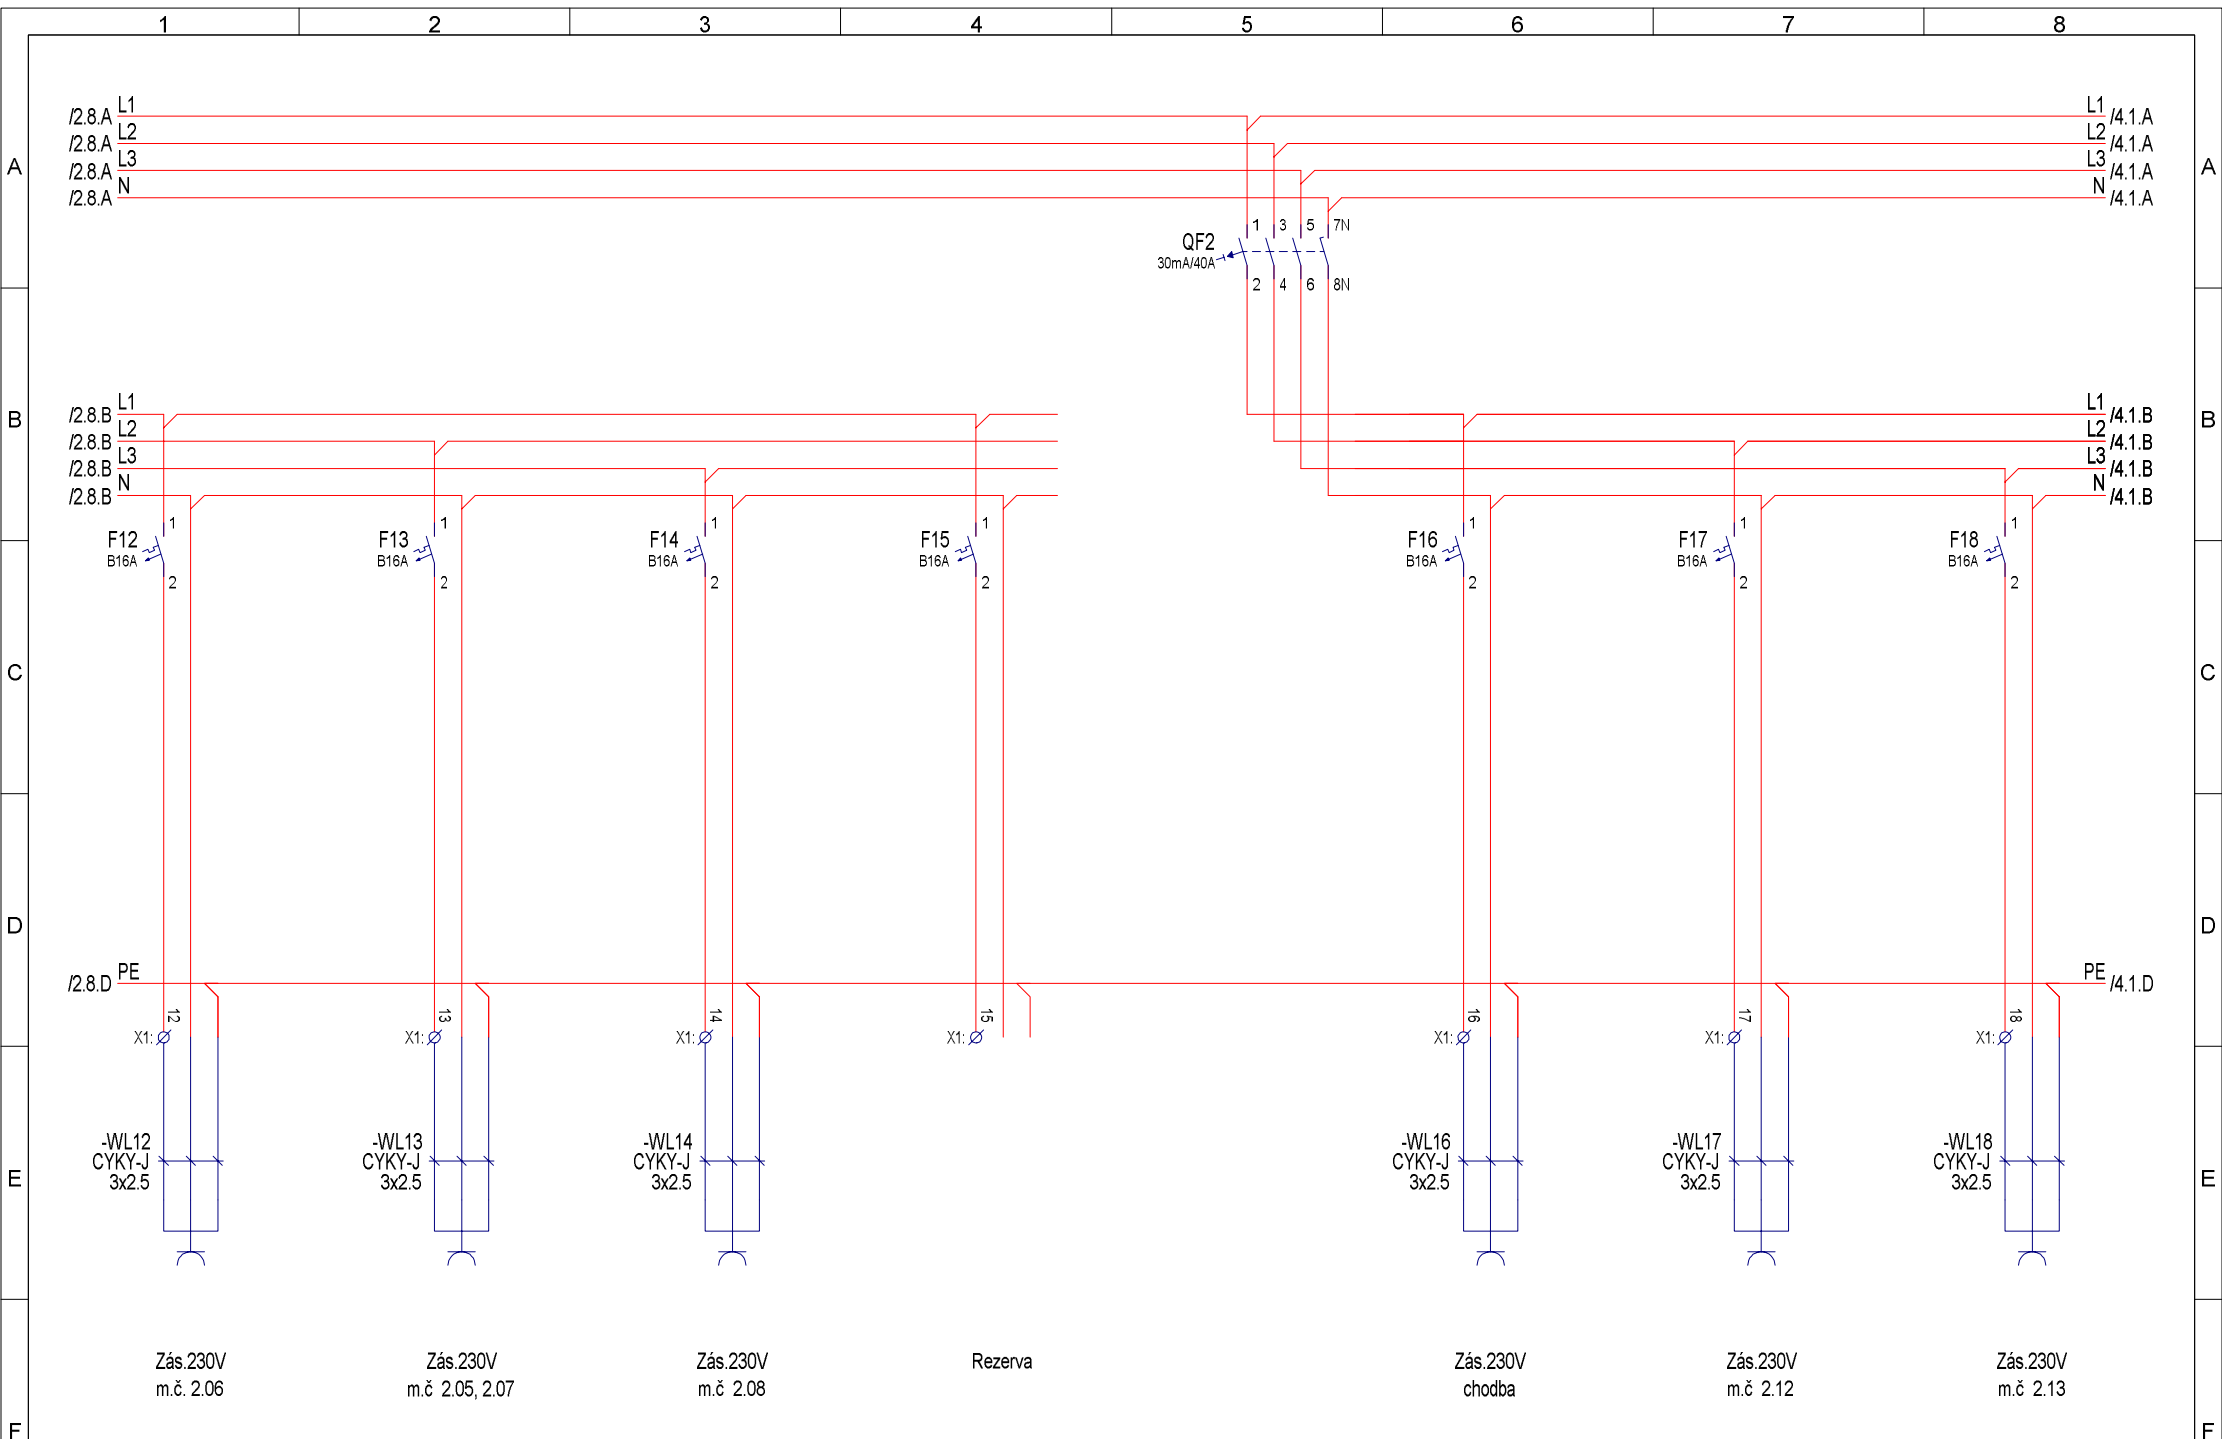 1 2 3 4 5 6 7 8
/2.8.A L1 L1 /4.1.A
/2.8.A L2 L2 /4.1.A
A /2.8.A L3 L3 /4.1.A A
/2.8.A N N /4.1.A
1 3 5 7N
QF2
30mA/40A
2 4 6 8N
B /2.8.B L1 L1 /4.1.B B
/2.8.B L2 L2 /4.1.B
/2.8.B L3 L3 /4.1.B
/2.8.B N N /4.1.B
1 1 1 1 1 1 1
F12 F13 F14 F15 F16 F17 F18
B16A B16A B16A B16A B16A B16A B16A
2 2 2 2 2 2 2
C C
D D
/2.8.D PE PE /4.1.D
12 13 14 15 16 17 18
X1: X1: X1: X1: X1: X1: X1:
-WL12 -WL13 -WL14 -WL16 -WL17 -WL18
CYKY-J CYKY-J CYKY-J CYKY-J CYKY-J CYKY-J
E 3x2.5 3x2.5 3x2.5 3x2.5 3x2.5 3x2.5 E
Zás.230V Zás.230V Zás.230V Rezerva Zás.230V Zás.230V Zás.230V
m.č. 2.06 m.č 2.05, 2.07 m.č 2.08 chodba m.č 2.12 m.č 2.13
F F